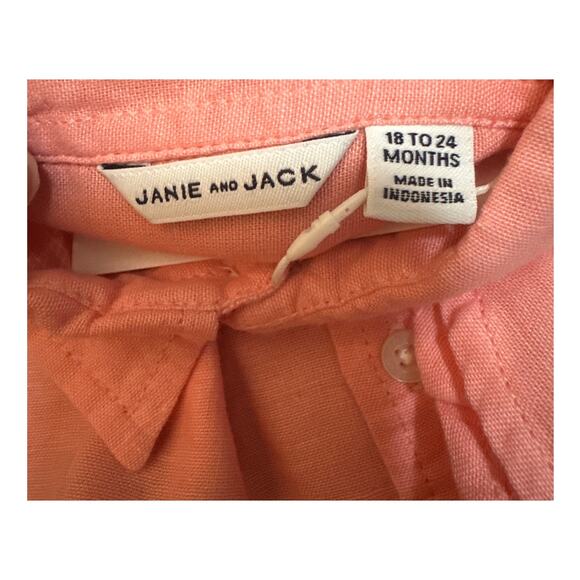 JANIE AND JACK
18 TO 24
MONTHS
MADE IN
INDONESIA